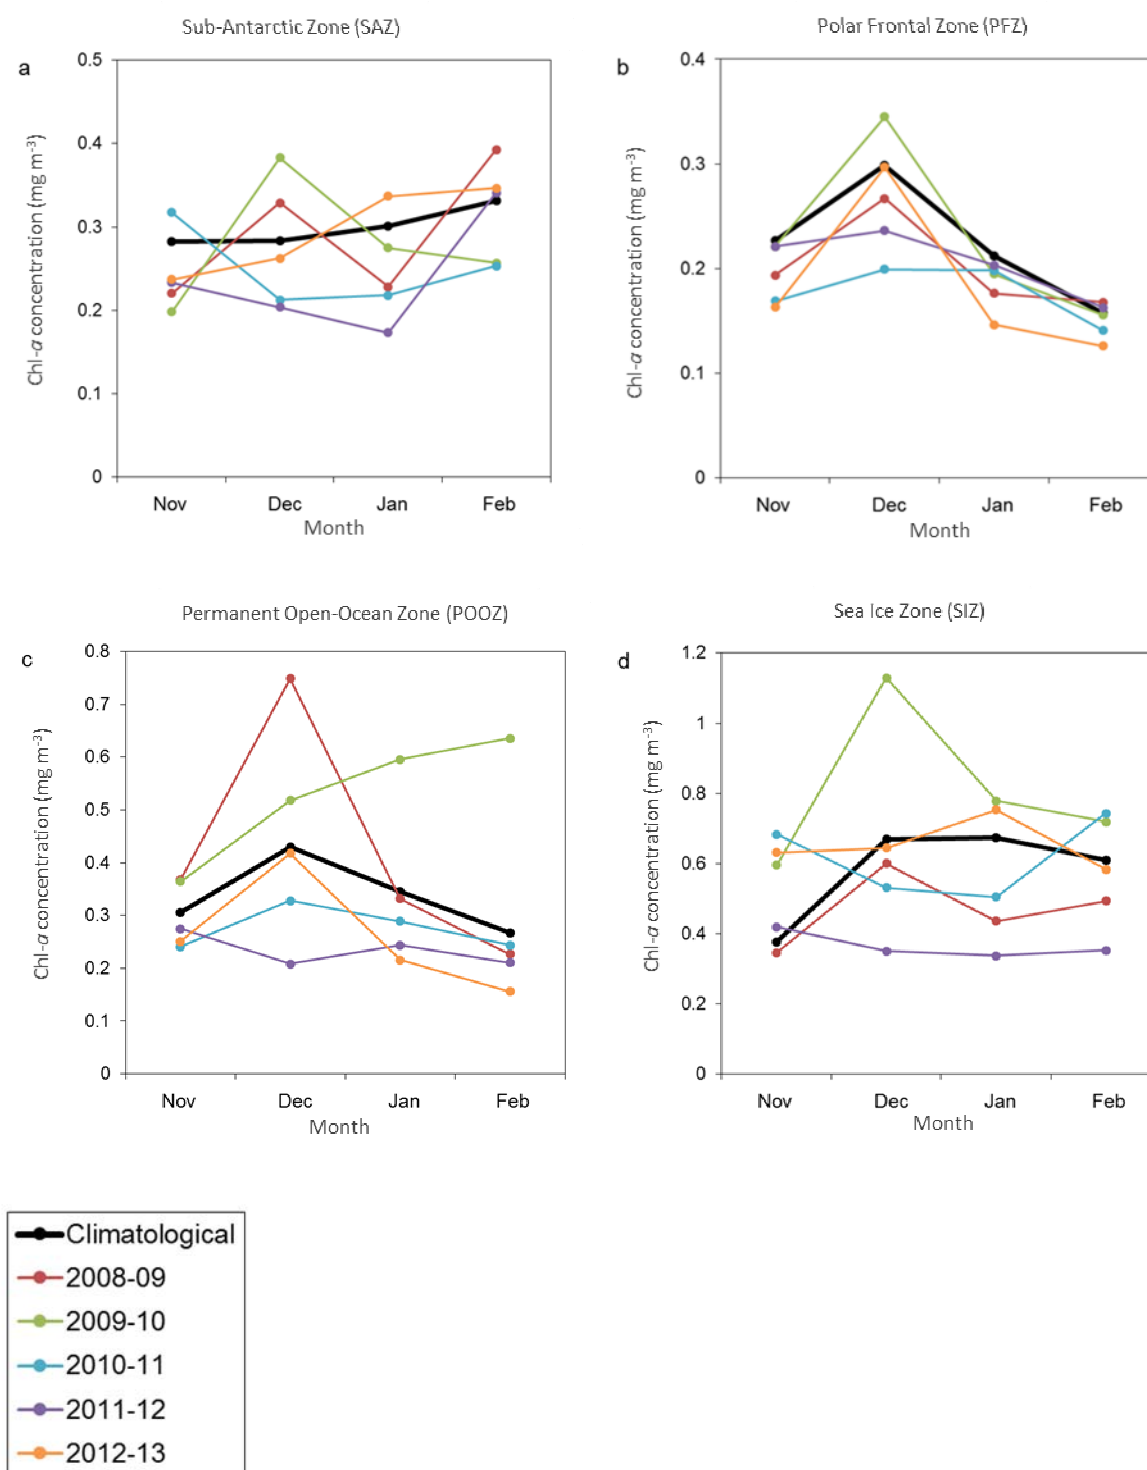 Sub-Antarctic Zone (SAZ)
a
Chl-a concentration (mg m⁻³)
0.5
0.4
0.3
0.2
0.1
0
Nov Dec Jan Feb
Month
Polar Frontal Zone (PFZ)
b
Chl-a concentration (mg m⁻³)
0.4
0.3
0.2
0.1
0
Nov Dec Jan Feb
Month
Permanent Open-Ocean Zone (POOZ)
c
Chl-a concentration (mg m⁻³)
0.8
0.7
0.6
0.5
0.4
0.3
0.2
0.1
0
Nov Dec Jan Feb
Month
Sea Ice Zone (SIZ)
d
Chl-a concentration (mg m⁻³)
1.2
1
0.8
0.6
0.4
0.2
0
Nov Dec Jan Feb
Month
Climatological
2008-09
2009-10
2010-11
2011-12
2012-13